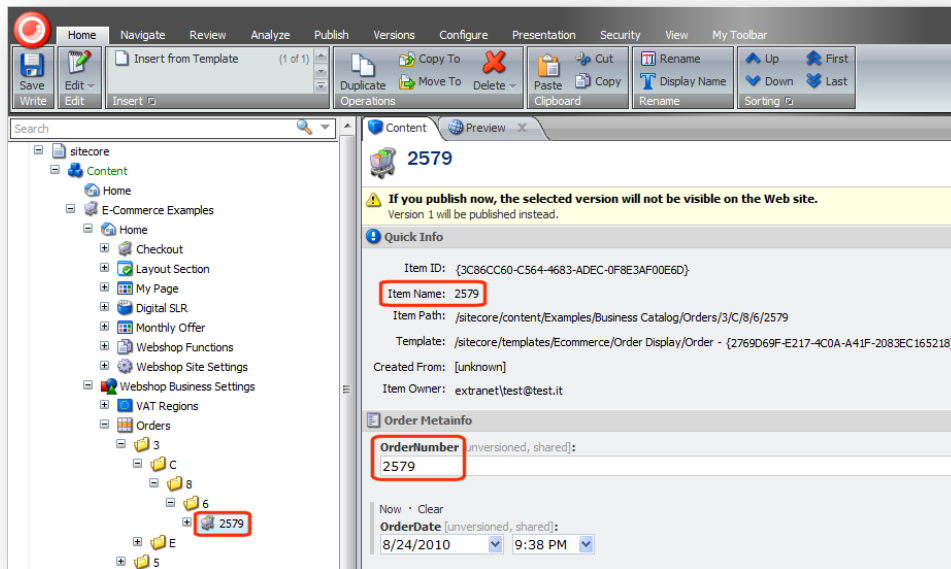 Home Navigate Review Analyze Publish Versions Configure Presentation Security View My Toolbar
Insert from Template (1 of 1) Copy To Cut Rename Up First
Save Edit Duplicate Move To Delete Paste Copy Display Name Down Last
Write Edit Insert Operations Clipboard Rename Sorting
Search
sitecore
Content
Home
E-Commerce Examples
Home
Checkout
Layout Section
My Page
Digital SLR
Monthly Offer
Webshop Functions
Webshop Site Settings
Webshop Business Settings
VAT Regions
Orders
3
C
8
6
2579
E
5
Content Preview X
2579
If you publish now, the selected version will not be visible on the Web site.
Version 1 will be published instead.
Quick Info
Item ID: {3C86CC60-C564-4683-ADEC-0F8E3AF00E6D}
Item Name: 2579
Item Path: /sitecore/content/Examples/Business Catalog/Orders/3/C/8/6/2579
Template: /sitecore/templates/Ecommerce/Order Display/Order - {2769D69F-E217-4C0A-A41F-2083EC165218
Created From: [unknown]
Item Owner: extranet\test@test.it
Order Metainfo
OrderNumber [unversioned, shared]:
2579
Now · Clear
OrderDate [unversioned, shared]:
8/24/2010 9:38 PM